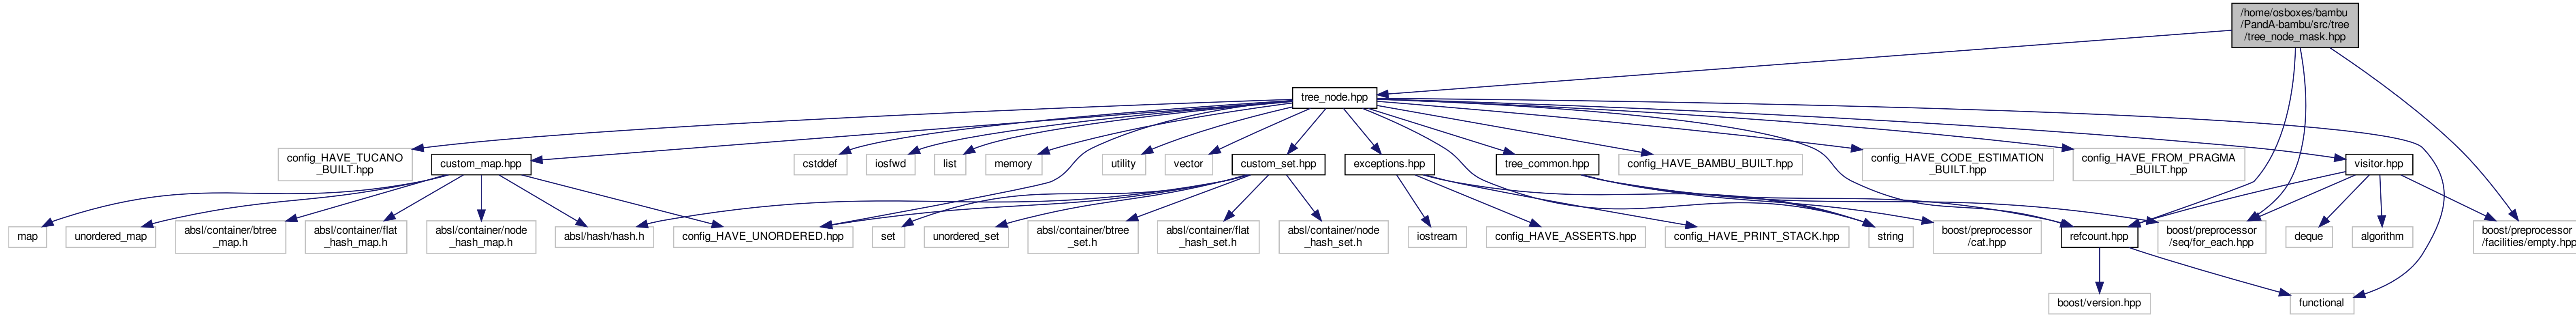 /home/osboxes/bambu
/PandA-bambu/src/tree
/tree_node_mask.hpp
tree_node.hpp
config_HAVE_TUCANO
_BUILT.hpp
custom_map.hpp
cstddef
iosfwd
list
memory
utility
vector
custom_set.hpp
exceptions.hpp
tree_common.hpp
config_HAVE_BAMBU_BUILT.hpp
config_HAVE_CODE_ESTIMATION
_BUILT.hpp
config_HAVE_FROM_PRAGMA
_BUILT.hpp
visitor.hpp
map
unordered_map
absl/container/btree
_map.h
absl/container/flat
_hash_map.h
absl/container/node
_hash_map.h
absl/hash/hash.h
config_HAVE_UNORDERED.hpp
set
unordered_set
absl/container/btree
_set.h
absl/container/flat
_hash_set.h
absl/container/node
_hash_set.h
iostream
config_HAVE_ASSERTS.hpp
config_HAVE_PRINT_STACK.hpp
string
boost/preprocessor
/cat.hpp
refcount.hpp
boost/preprocessor
/seq/for_each.hpp
deque
algorithm
boost/preprocessor
/facilities/empty.hpp
boost/version.hpp
functional